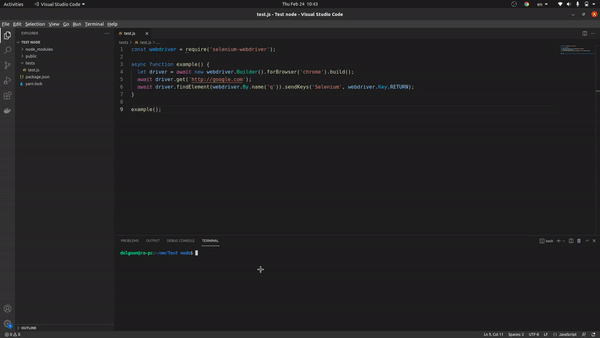 Activities Visual Studio Code Thu Feb 24 10:43 en
test.js - Test node - Visual Studio Code
File Edit Selection View Go Run Terminal Help
EXPLORER
test.js
TEST NODE
node_modules
public
tests
test.js
package.json
yarn.lock
OUTLINE
tests > test.js > ...
1 const webdriver = require('selenium-webdriver');
2
3 async function example() {
4 let driver = await new webdriver.Builder().forBrowser('chrome').build();
5 await driver.get('http://google.com');
6 await driver.findElement(webdriver.By.name('q')).sendKeys('Selenium', webdriver.Key.RETURN);
7 }
8
9 example();
PROBLEMS OUTPUT DEBUG CONSOLE TERMINAL
bash
Test node$
0 0
Ln 9, Col 11 Spaces: 2 UTF-8 LF JavaScript